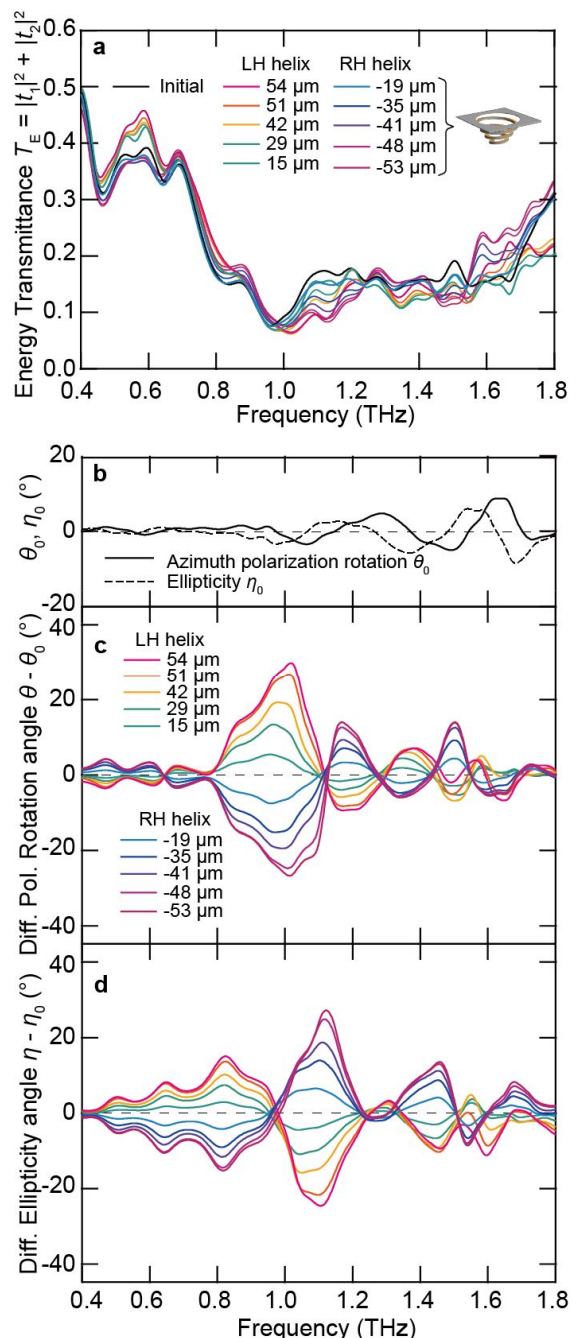 a
Energy Transmittance T_E = |t_1|^2 + |t_2|^2
0.6
0.5
0.4
0.3
0.2
0.1
0.0
Initial
LH helix
54 µm
51 µm
42 µm
29 µm
15 µm
RH helix
-19 µm
-35 µm
-41 µm
-48 µm
-53 µm
0.4 0.6 0.8 1.0 1.2 1.4 1.6 1.8
Frequency (THz)
b
θ_0, η_0 (°)
20
0
-20
Azimuth polarization rotation θ_0
Ellipticity η_0
c
Diff. Pol. Rotation angle θ - θ_0 (°)
40
20
0
-20
-40
LH helix
54 µm
51 µm
42 µm
29 µm
15 µm
RH helix
-19 µm
-35 µm
-41 µm
-48 µm
-53 µm
d
Diff. Ellipticity angle η - η_0 (°)
40
20
0
-20
-40
0.4 0.6 0.8 1.0 1.2 1.4 1.6 1.8
Frequency (THz)